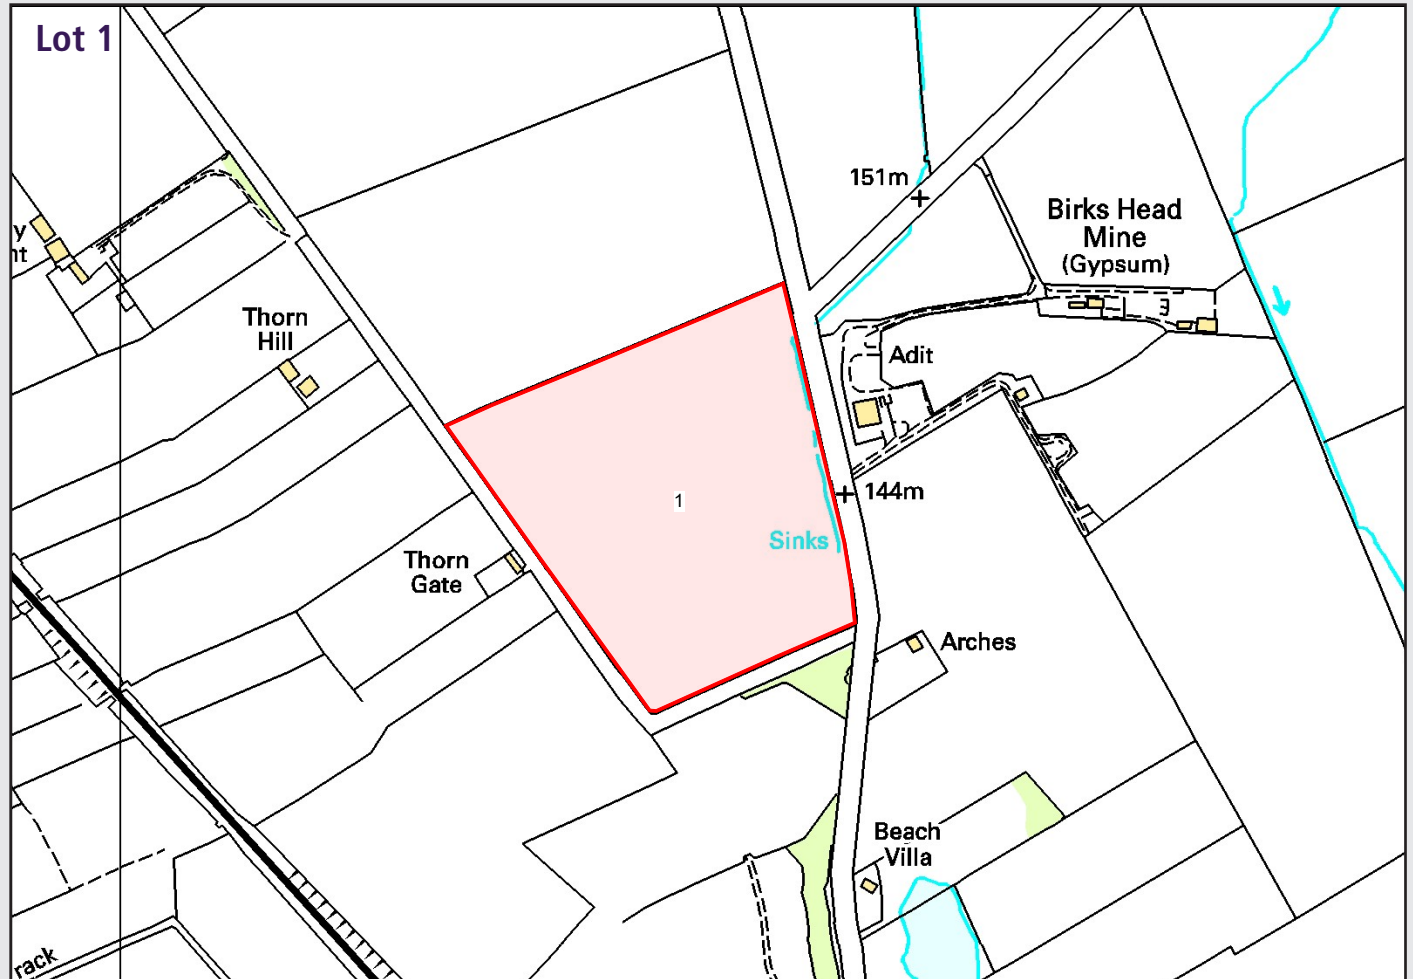 Lot 1
151m
Birks Head
Mine
(Gypsum)
y
nt
Thorn
Hill
Adit
1
144m
Sinks
Thorn
Gate
Arches
Beach
Villa
rack